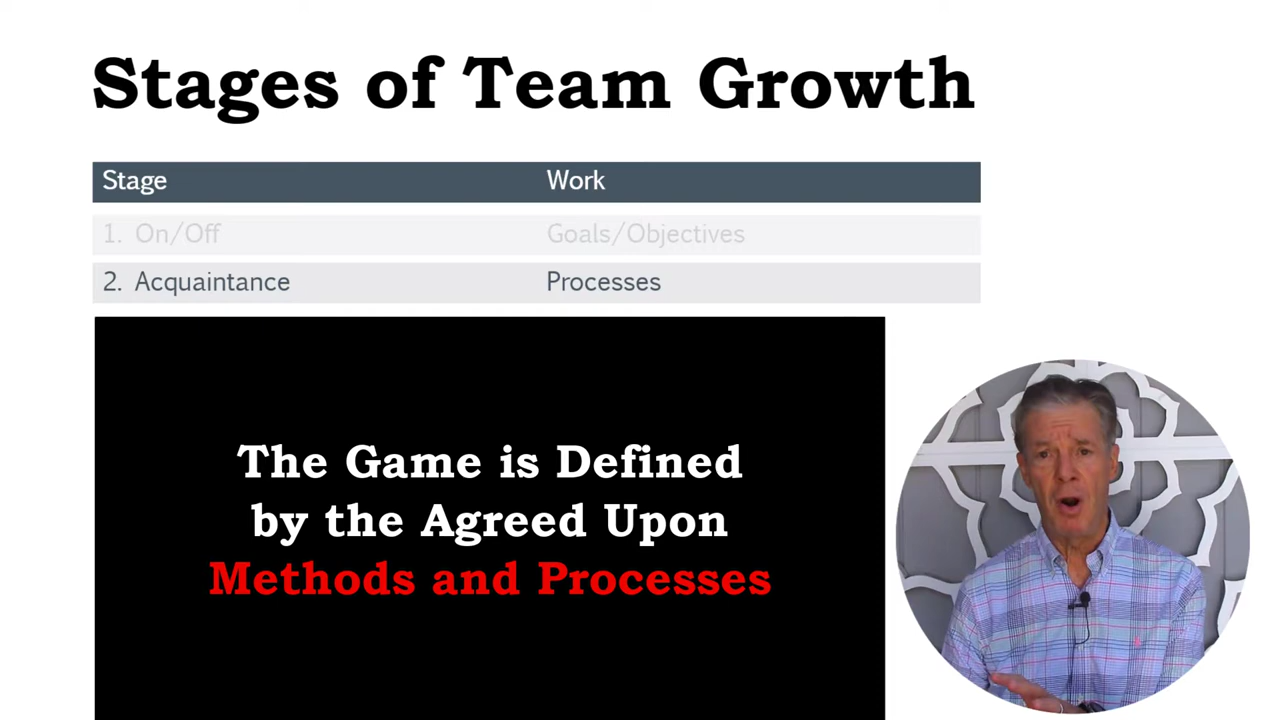 Stages of Team Growth
Stage Work
1. On/Off Goals/Objectives
2. Acquaintance Processes
The Game is Defined
by the Agreed Upon
Methods and Processes